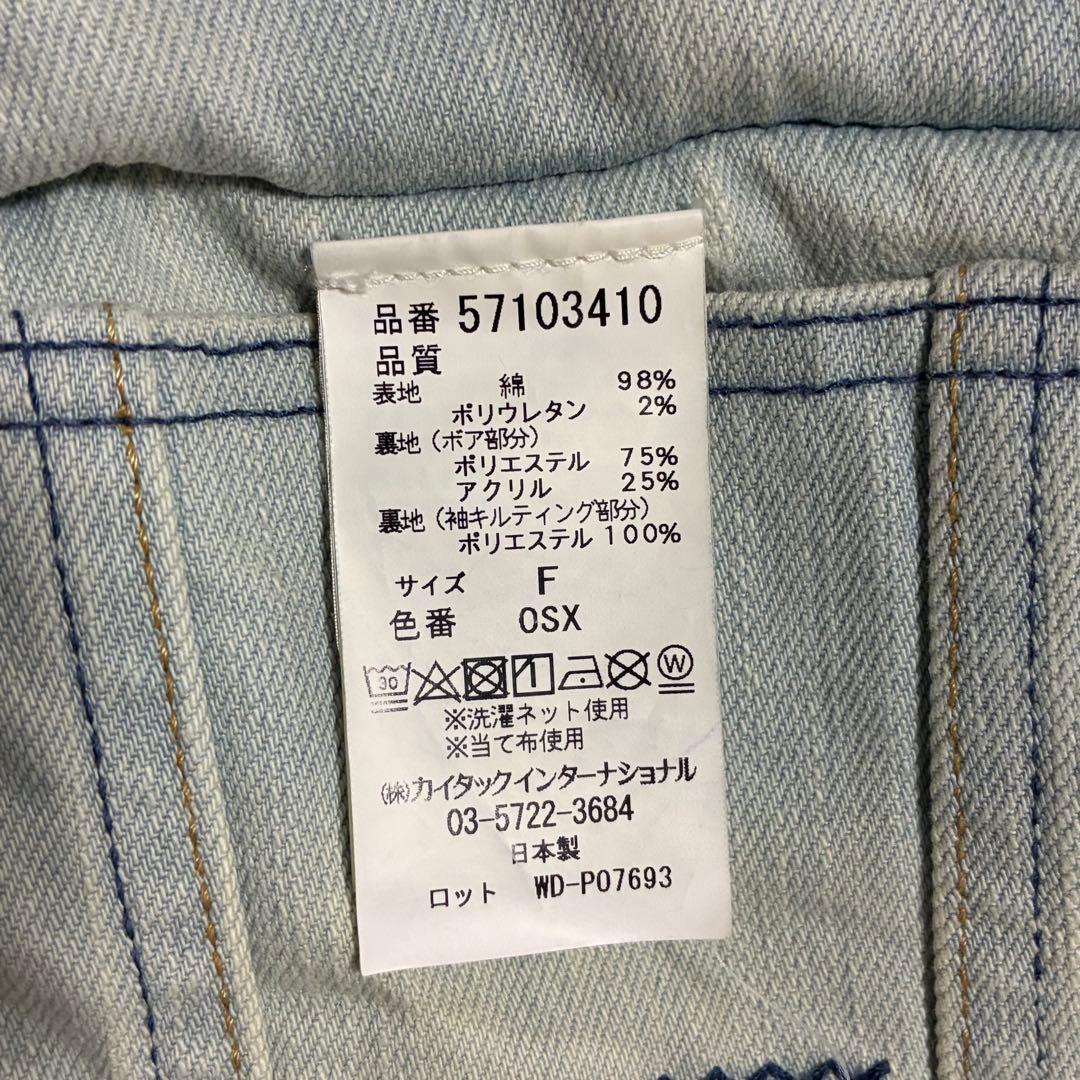 品番 57103410
品質
表地 綿 98%
ポリウレタン 2%
裏地(ボア部分)
ポリエステル 75%
アクリル 25%
裏地(袖キルティング部分)
ポリエステル 100%
サイズ F
色番 0SX
30 W
※洗濯ネット使用
※当て布使用
㈱カイタックインターナショナル
03-5722-3684
日本製
ロット WD-P07693